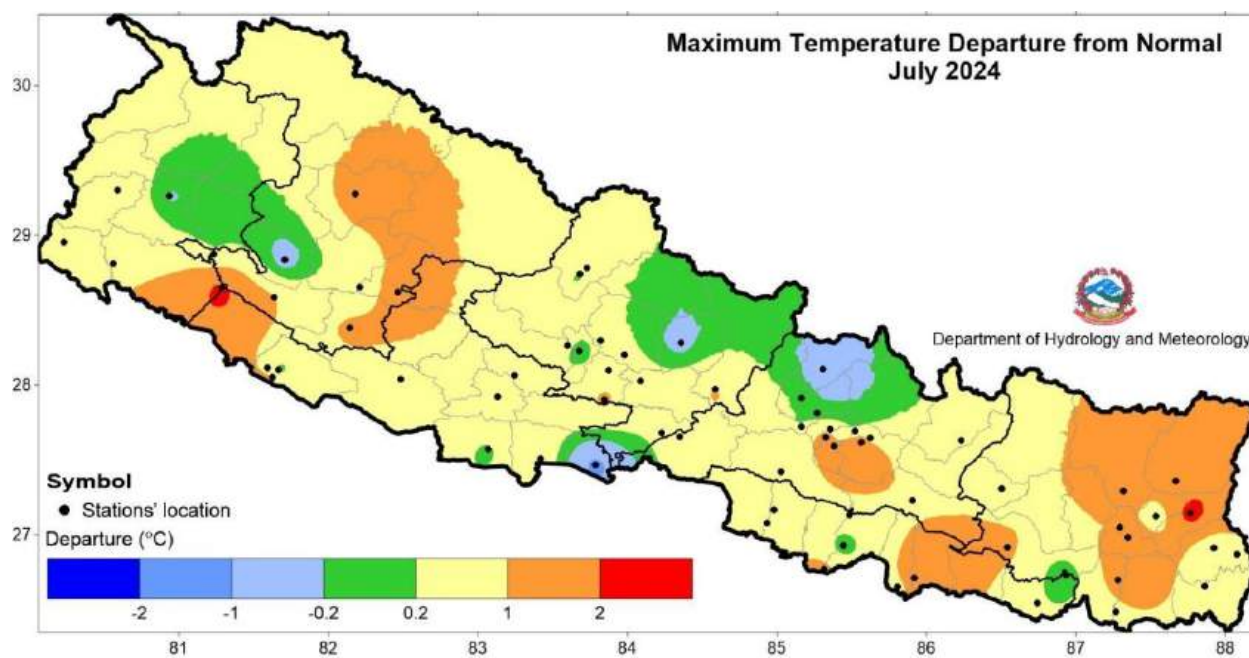 Maximum Temperature Departure from Normal
July 2024
30
29
28
27
Department of Hydrology and Meteorology
Symbol
Stations' location
Departure (°C)
-2 -1 -0.2 0.2 1 2
81 82 83 84 85 86 87 88